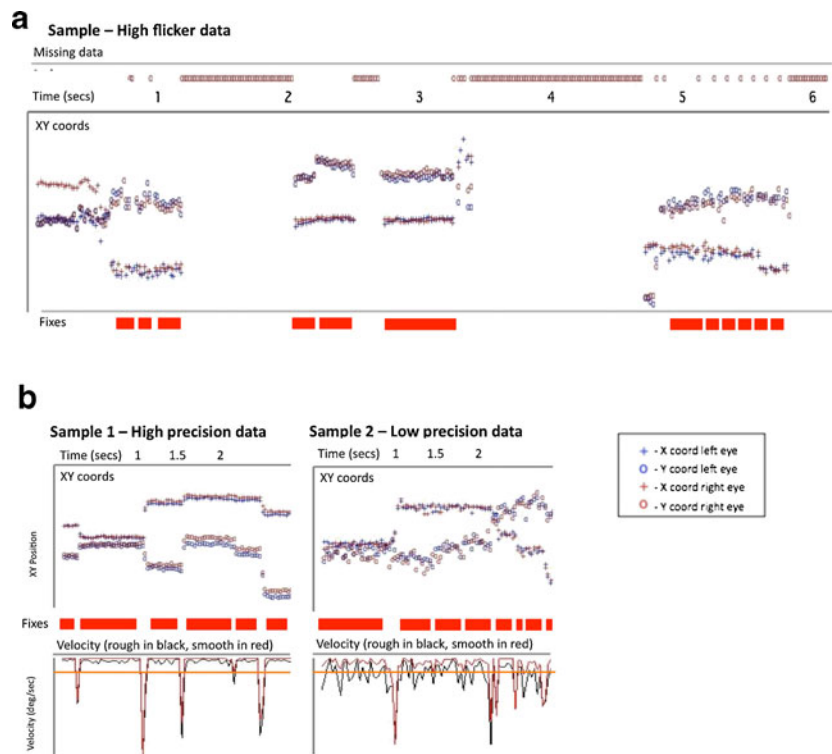 a
Sample – High flicker data
Missing data
Time (secs) 1 2 3 4 5 6
XY coords
Fixes
b
Sample 1 – High precision data
Time (secs) 1 1.5 2
XY coords
XY Position
Fixes
Velocity (rough in black, smooth in red)
Velocity (deg/sec)
Sample 2 – Low precision data
Time (secs) 1 1.5 2
XY coords
Velocity (rough in black, smooth in red)
Velocity (deg/sec)
+ - X coord left eye
o - Y coord left eye
+ - X coord right eye
o - Y coord right eye